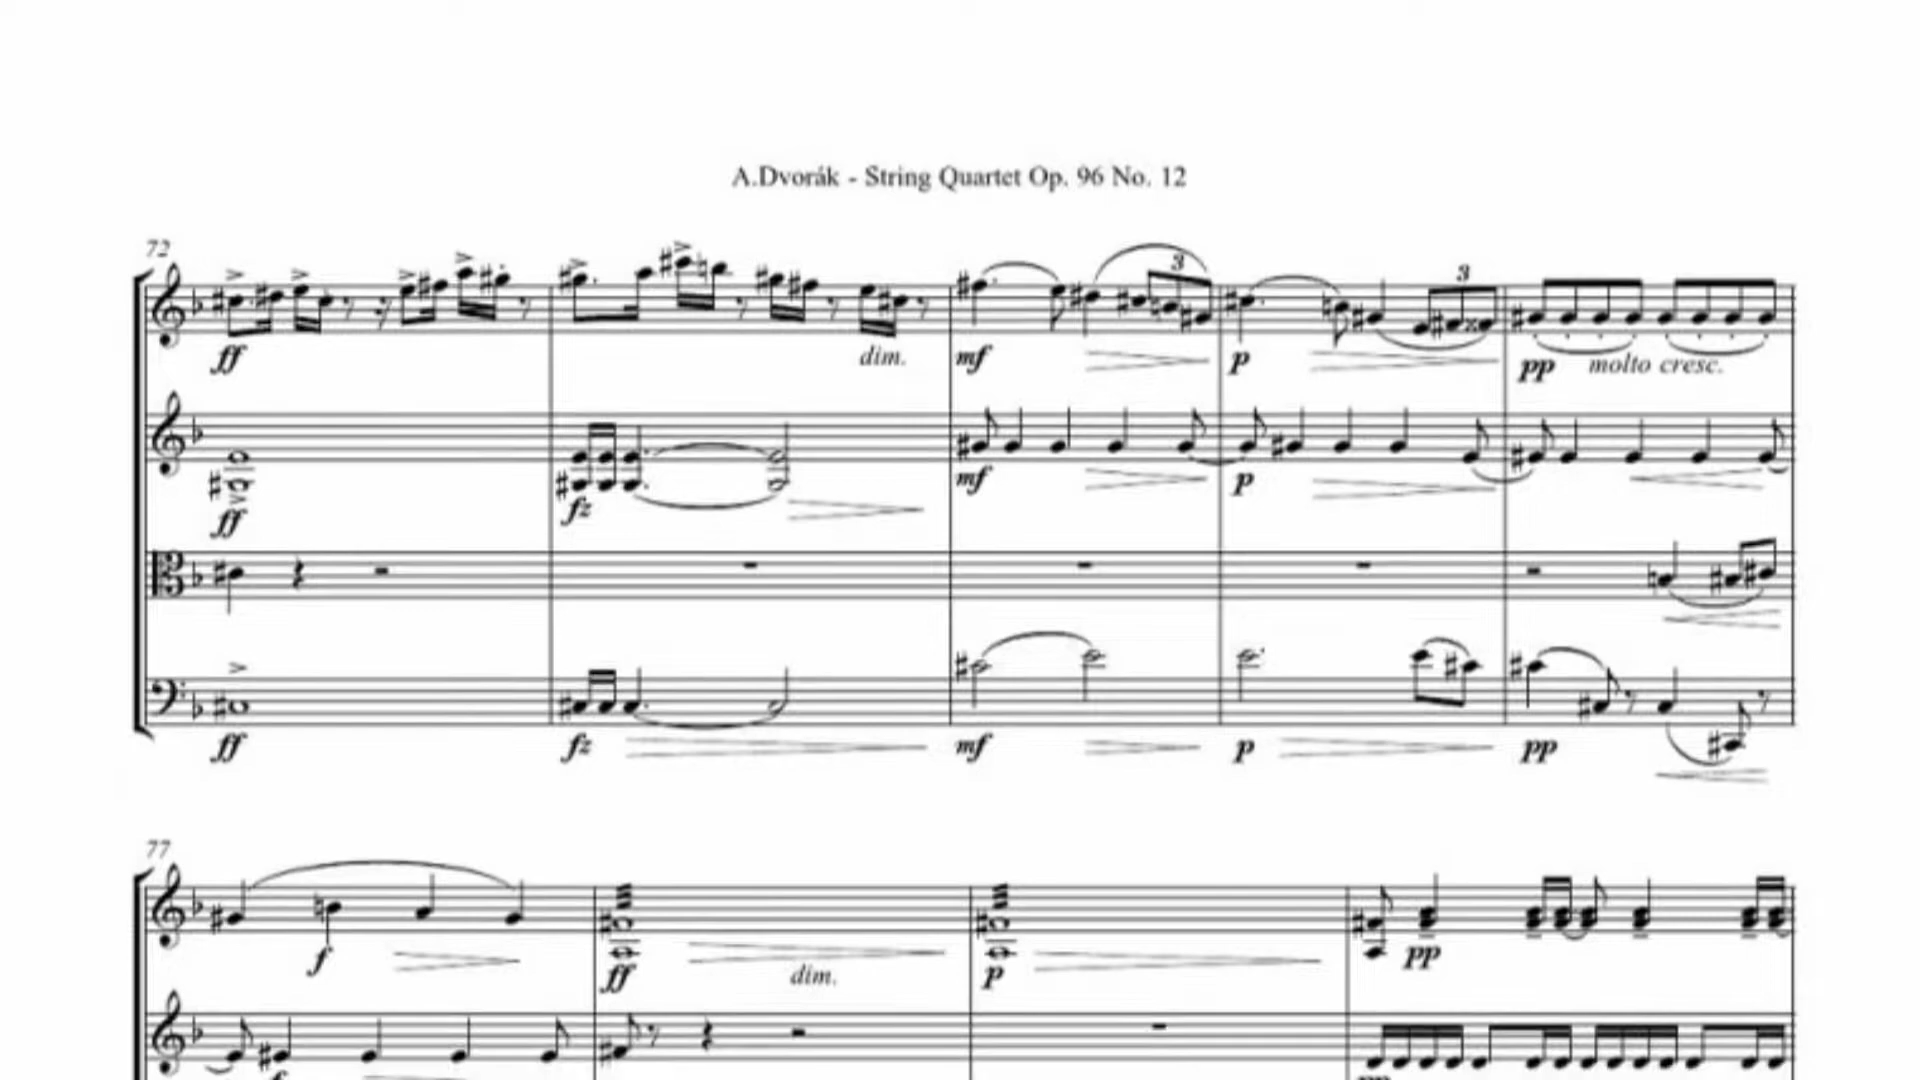 A.Dvorák - String Quartet Op. 96 No. 12
72
3
3
ff
dim.
mf
p
pp
molto cresc.
ff
fz
mf
p
ff
fz
mf
p
pp
77
f
ff
dim.
p
pp